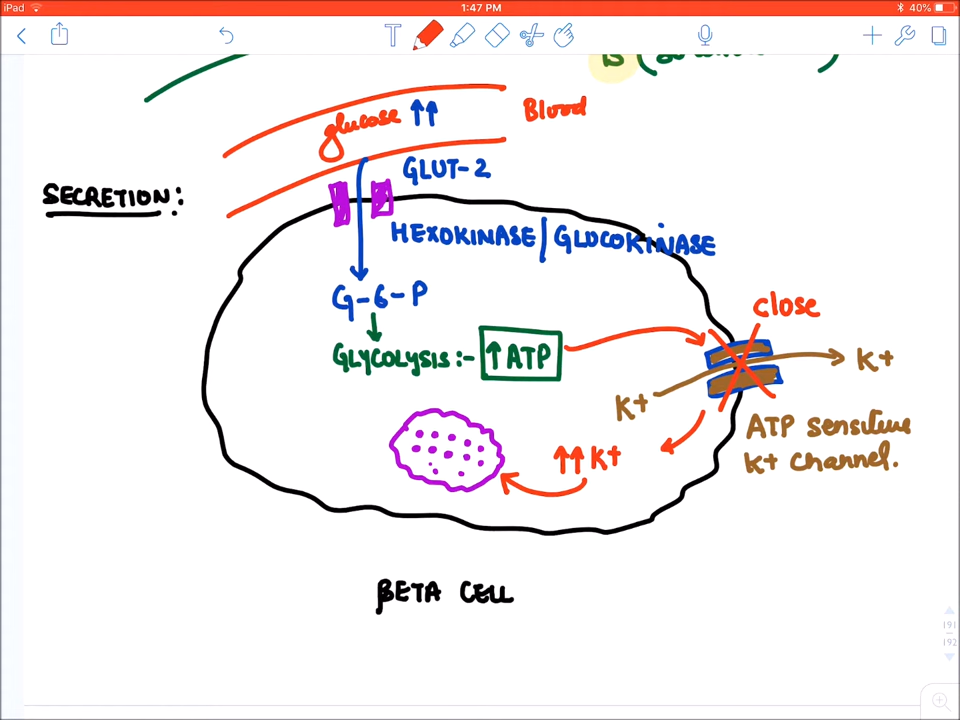 iPad
1:47 PM
40%
T
glucose ↑↑
Blood
GLUT-2
SECRETION:
HEXOKINASE/GLUCOKINASE
G-6-P
close
GLYCOLYSIS:- ↑ATP
K+
K+
ATP sensitive
K+ channel.
↑↑ K+
BETA CELL
191
192